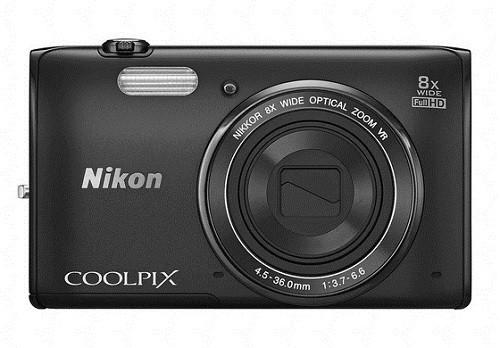 8x
WIDE
Full HD
NIKKOR 8X WIDE OPTICAL ZOOM VR
Nikon
COOLPIX
4.5-36.0mm 1:3.7-6.6